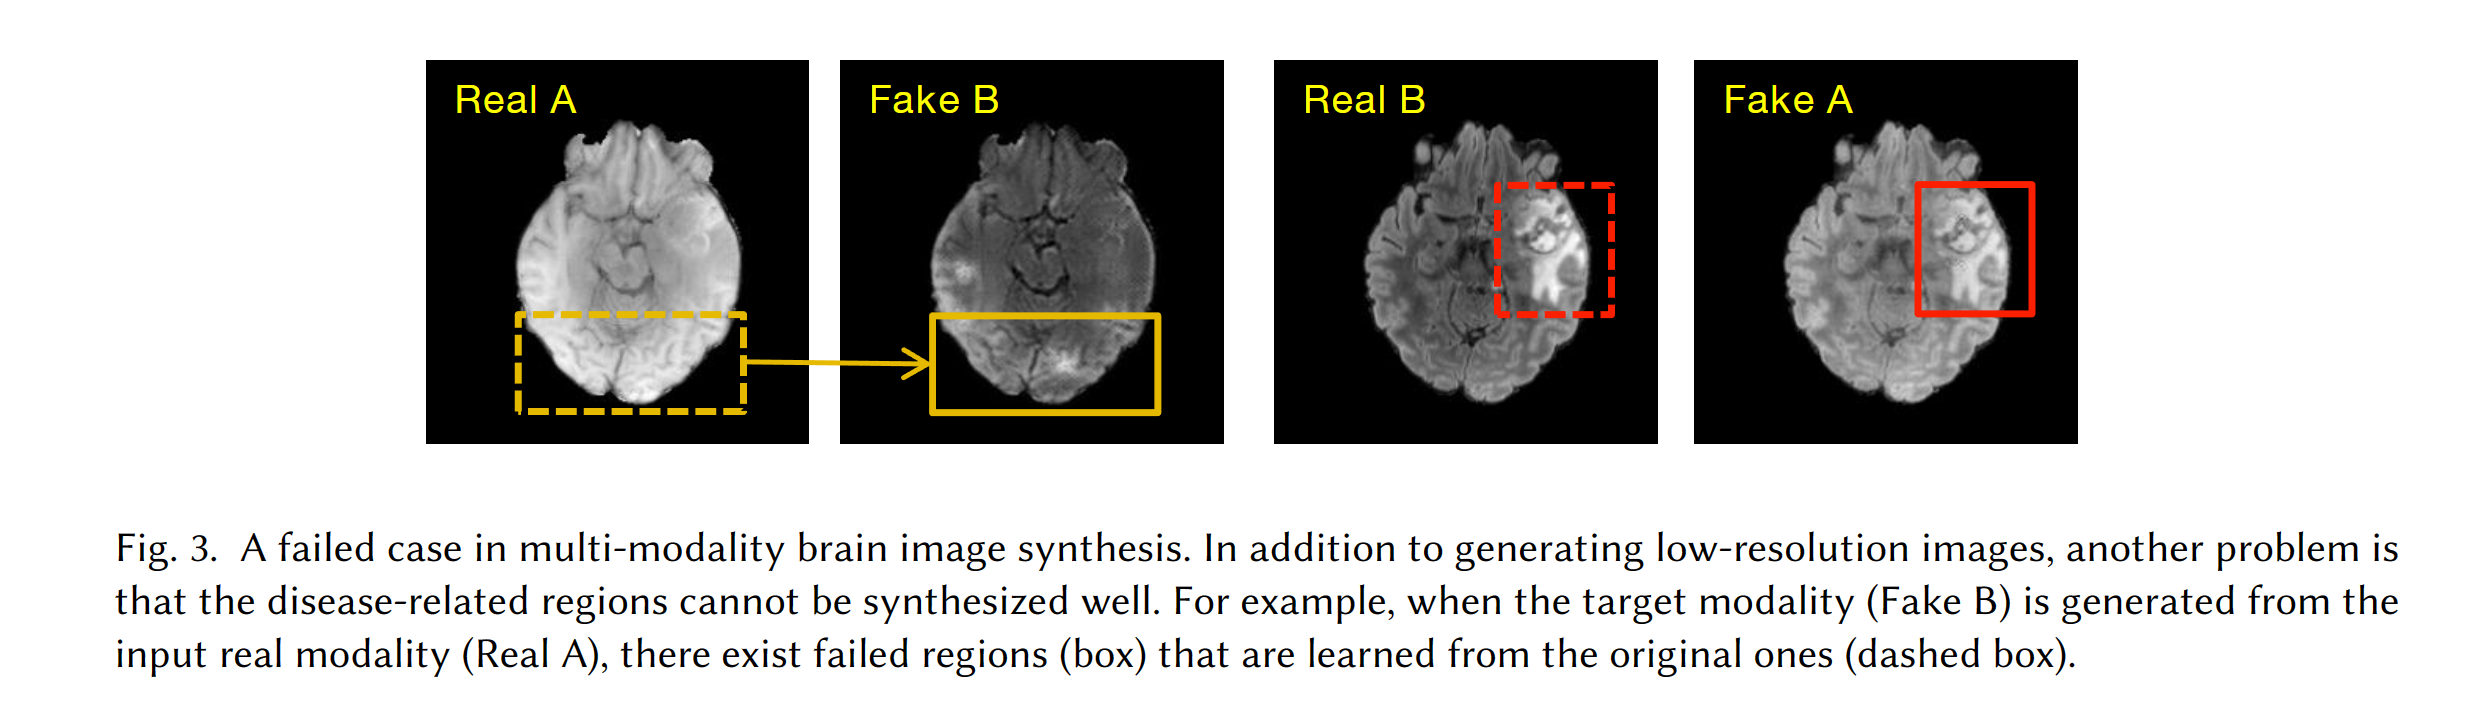 Real A
Fake B
Real B
Fake A
Fig. 3. A failed case in multi-modality brain image synthesis. In addition to generating low-resolution images, another problem is
that the disease-related regions cannot be synthesized well. For example, when the target modality (Fake B) is generated from the
input real modality (Real A), there exist failed regions (box) that are learned from the original ones (dashed box).